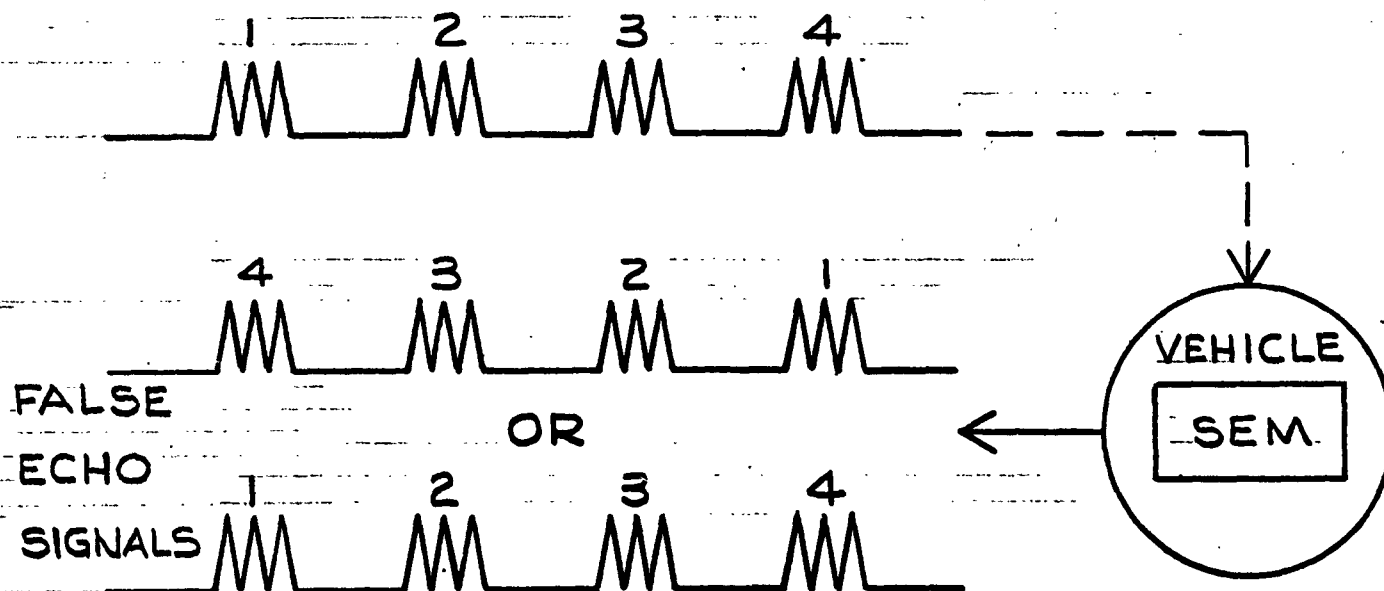 1 2 3 4
4 3 2 1
VEHICLE
FALSE
OR
SEM
ECHO
1 2 3 4
SIGNALS